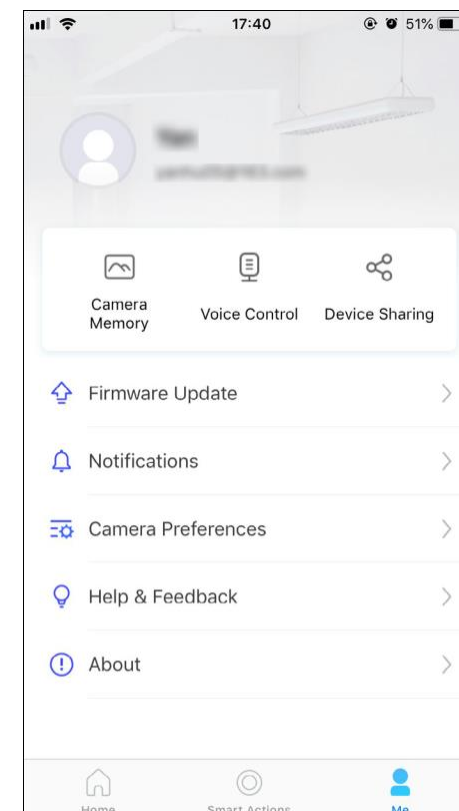 17:40
51%
Camera
Memory
Voice Control
Device Sharing
Firmware Update
Notifications
Camera Preferences
Help & Feedback
About
Home
Smart Actions
Me